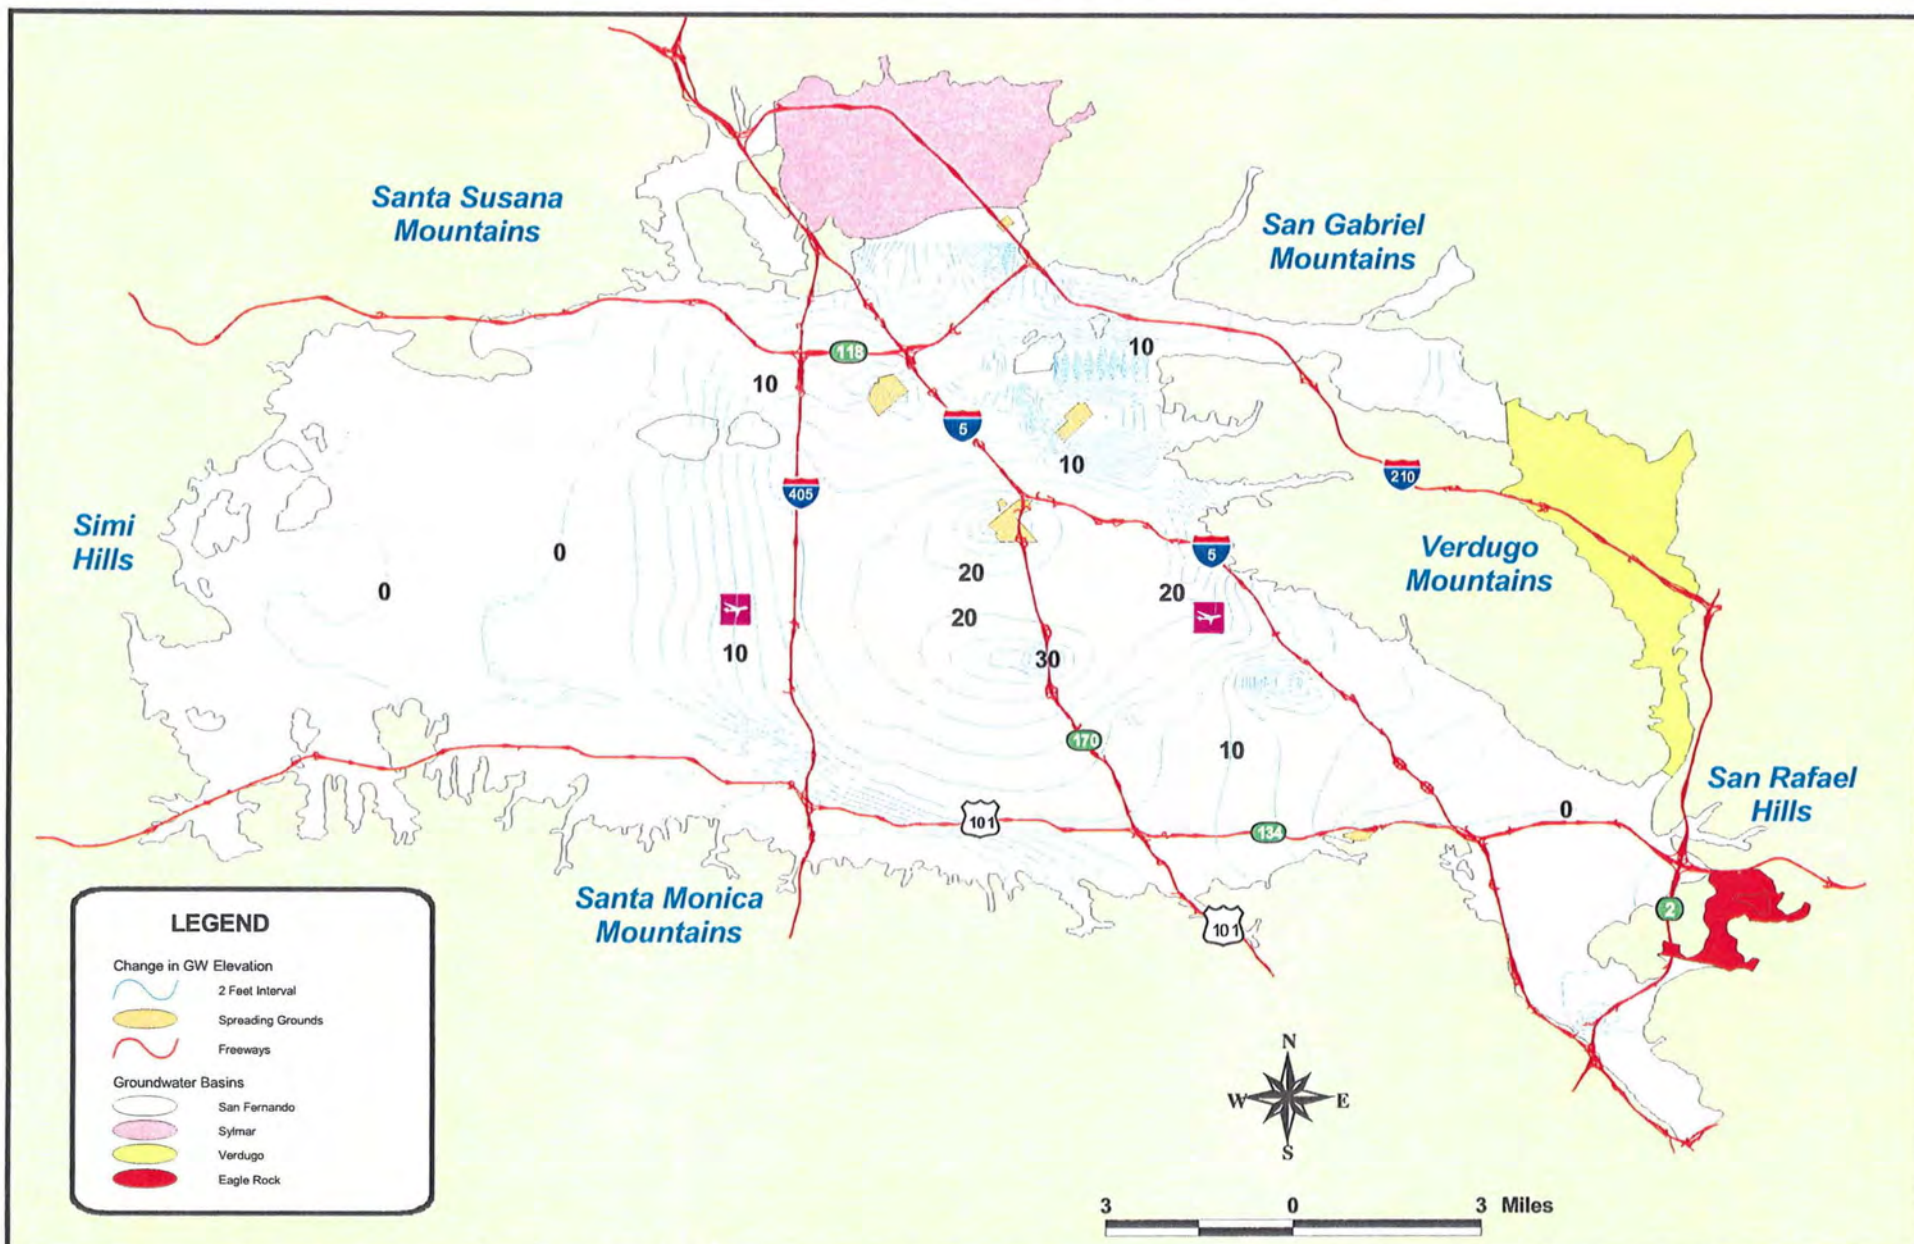 Santa Susana
Mountains
San Gabriel
Mountains
118
10
10
5
10
405
210
Simi
Hills
0
0
5
Verdugo
Mountains
20
20
20
10
30
170
10
San Rafael
Hills
0
101
134
Santa Monica
Mountains
101
2
LEGEND
Change in GW Elevation
2 Feet Interval
Spreading Grounds
Freeways
Groundwater Basins
San Fernando
Sylmar
Verdugo
Eagle Rock
N
W E
S
3 0 3 Miles